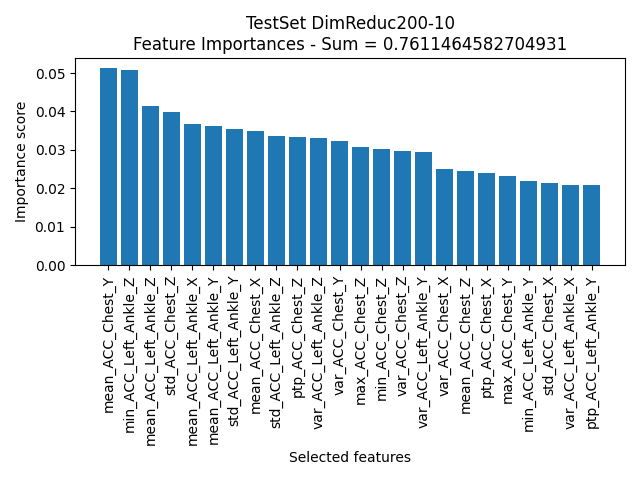 TestSet DimReduc200-10
Feature Importances - Sum = 0.7611464582704931
Importance score
0.05
0.04
0.03
0.02
0.01
0.00
mean_ACC_Chest_Y
min_ACC_Left_Ankle_Z
mean_ACC_Left_Ankle_Z
std_ACC_Chest_Z
mean_ACC_Left_Ankle_X
mean_ACC_Left_Ankle_Y
std_ACC_Left_Ankle_Y
mean_ACC_Chest_X
std_ACC_Left_Ankle_Z
ptp_ACC_Chest_Z
var_ACC_Left_Ankle_Z
var_ACC_Chest_Y
max_ACC_Chest_Z
min_ACC_Chest_Z
var_ACC_Chest_Z
var_ACC_Left_Ankle_Y
var_ACC_Chest_X
mean_ACC_Chest_Z
ptp_ACC_Chest_X
max_ACC_Chest_Y
min_ACC_Left_Ankle_Y
std_ACC_Chest_X
var_ACC_Left_Ankle_X
ptp_ACC_Left_Ankle_Y
Selected features